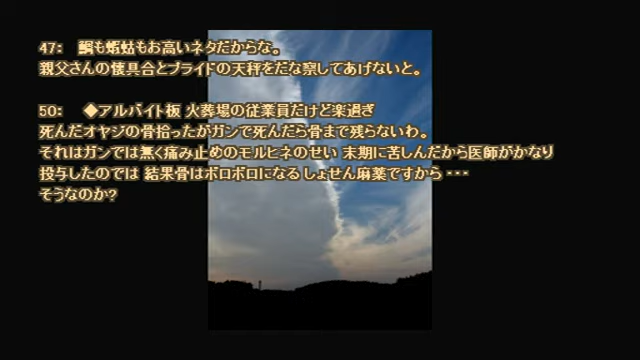 47:　鯛も蝦蛄もお高いネタだからな。
親父さんの懐具合とプライドの天秤をだな察してあげないと。
50:　◆アルバイト板 火葬場の従業員だけど楽過ぎ
死んだオヤジの骨拾ったがガンで死んだら骨まで残らないわ。
それはガンでは無く痛み止めのモルヒネのせい 末期に苦しんだから医師がかなり
投与したのでは 結果骨はボロボロになる しょせん麻薬ですから・・・
そうなのか?